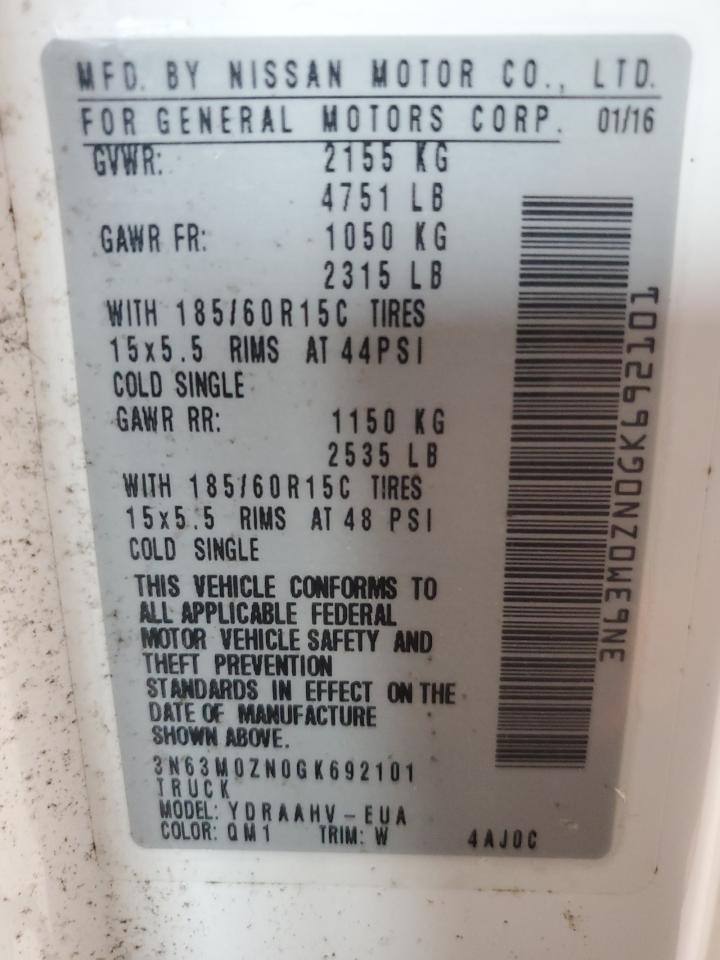 MFD. BY NISSAN MOTOR CO., LTD.
FOR GENERAL MOTORS CORP. 01/16
GVWR: 2155 KG
4751 LB
GAWR FR: 1050 KG
2315 LB
WITH 185/60R15C TIRES
15x5.5 RIMS AT 44PSI
COLD SINGLE
GAWR RR: 1150 KG
2535 LB
WITH 185/60R15C TIRES
15x5.5 RIMS AT 48 PSI
COLD SINGLE
THIS VEHICLE CONFORMS TO
ALL APPLICABLE FEDERAL
MOTOR VEHICLE SAFETY AND
THEFT PREVENTION
STANDARDS IN EFFECT ON THE
DATE OF MANUFACTURE
SHOWN ABOVE.
3N63M0ZN0GK692101
TRUCK
MODEL: YDRAAHV-EUA
COLOR: QM1 TRIM: W 4AJ0C
3N63M0ZN0GK692101